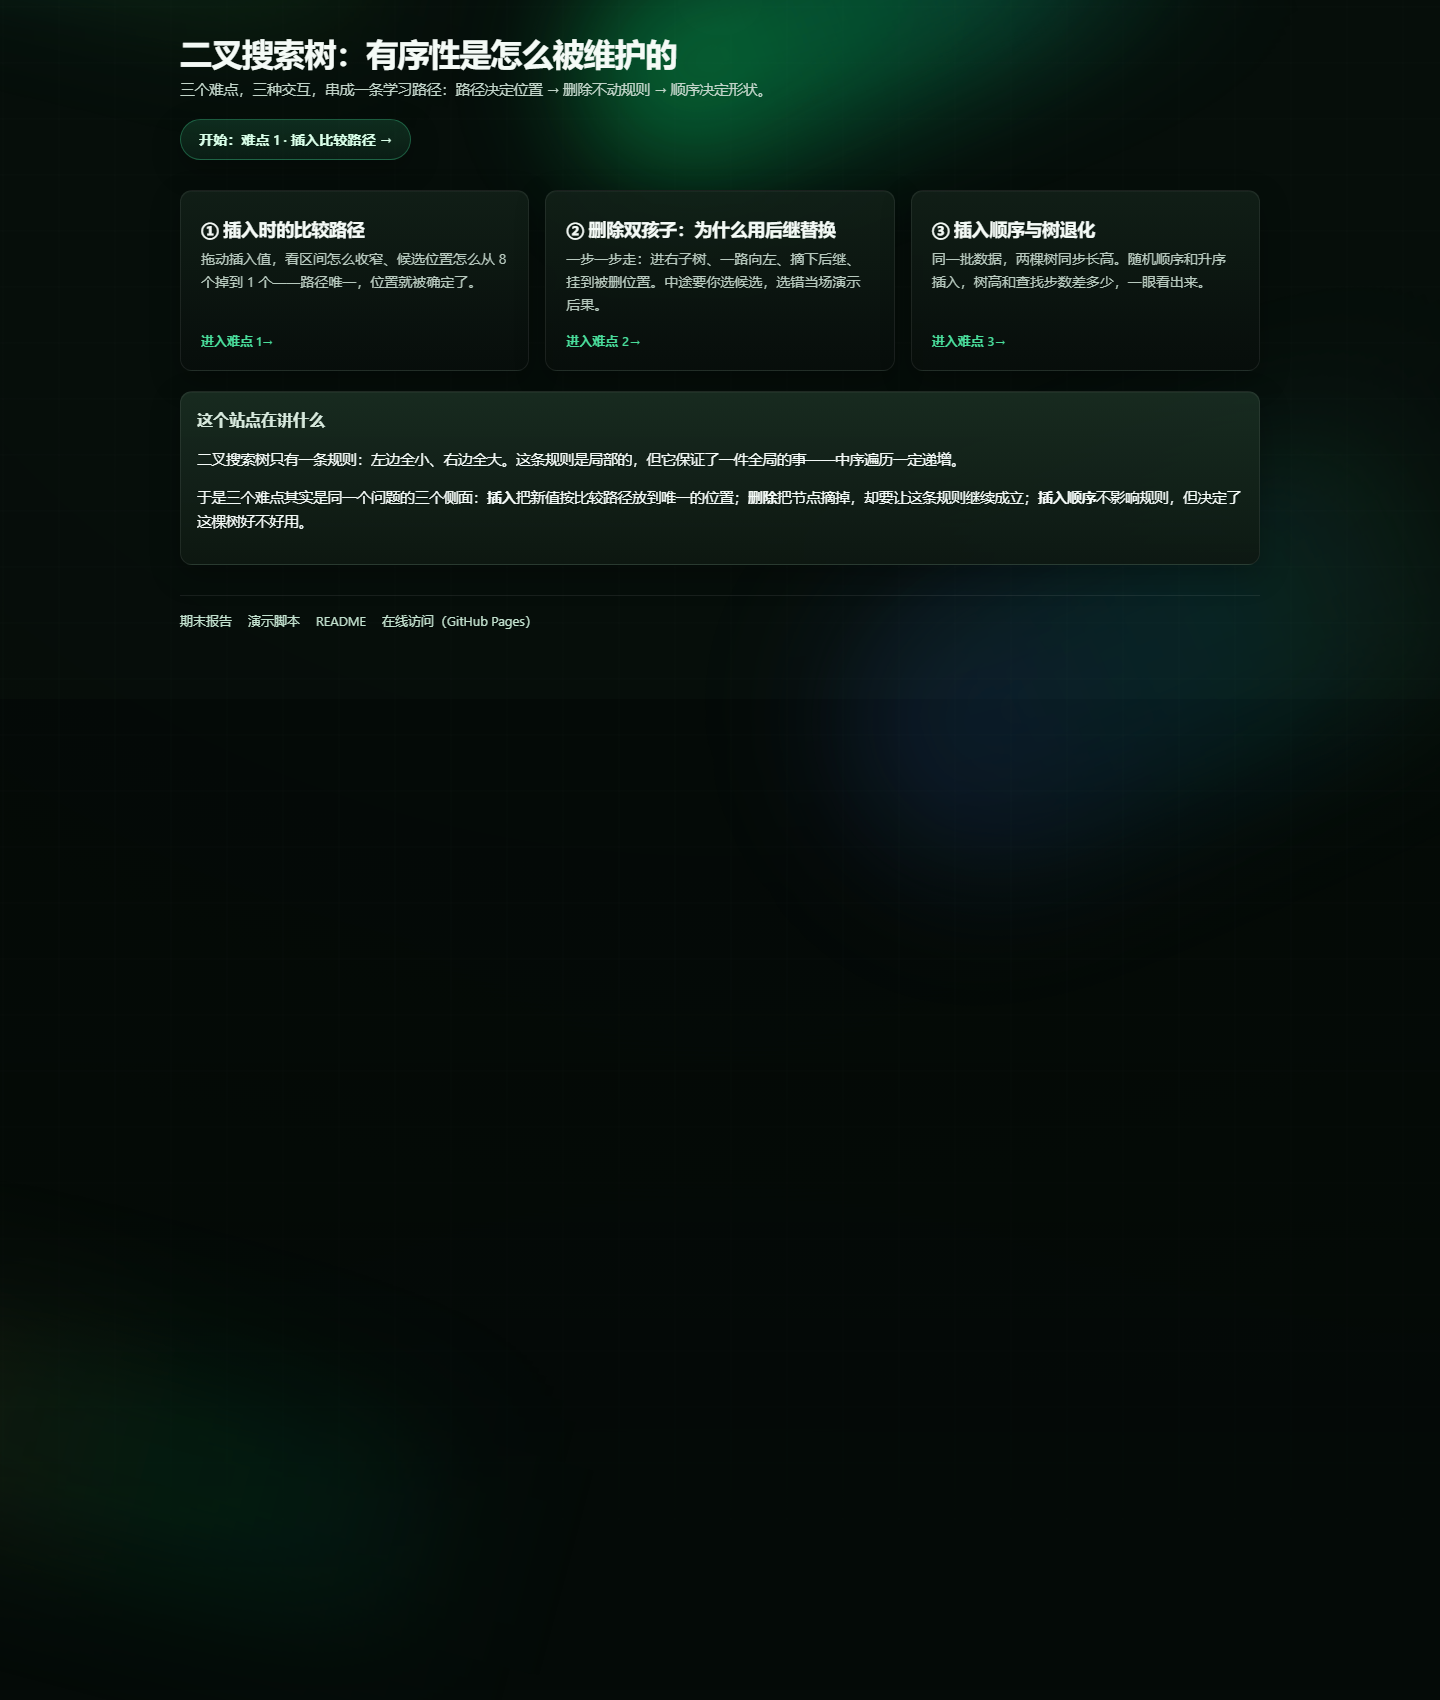 二叉搜索树：有序性是怎么被维护的
三个难点，三种交互，串成一条学习路径：路径决定位置 → 删除不动规则 → 顺序决定形状。
开始：难点 1 · 插入比较路径 →
① 插入时的比较路径
拖动插入值，看区间怎么收窄、候选位置怎么从 8
个掉到 1 个——路径唯一，位置就被确定了。
进入难点 1→
② 删除双孩子：为什么用后继替换
一步一步走：进右子树、一路向左、摘下后继、
挂到被删位置。中途要你选候选，选错当场演示
后果。
进入难点 2→
③ 插入顺序与树退化
同一批数据，两棵树同步长高。随机顺序和升序
插入，树高和查找步数差多少，一眼看出来。
进入难点 3→
这个站点在讲什么
二叉搜索树只有一条规则：左边全小、右边全大。这条规则是局部的，但它保证了一件全局的事——中序遍历一定递增。
于是三个难点其实是同一个问题的三个侧面：插入把新值按比较路径放到唯一的位置；删除把节点摘掉，却要让这条规则继续成立；插入顺序不影响规则，但决定了
这棵树好不好用。
期末报告 演示脚本 README 在线访问（GitHub Pages）